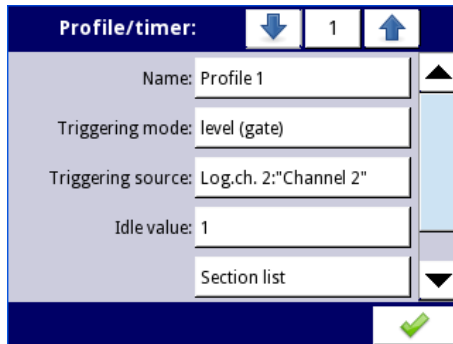 Profile/timer: 1
Name: Profile 1
Triggering mode: level (gate)
Triggering source: Log.ch. 2:"Channel 2"
Idle value: 1
Section list